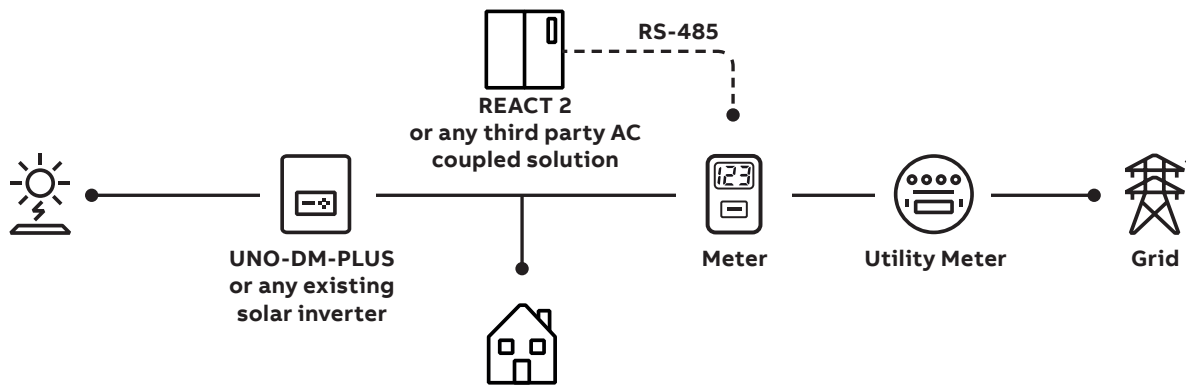 RS-485
REACT 2
or any third party AC
coupled solution
123
UNO-DM-PLUS
or any existing
solar inverter
Meter
Utility Meter
Grid